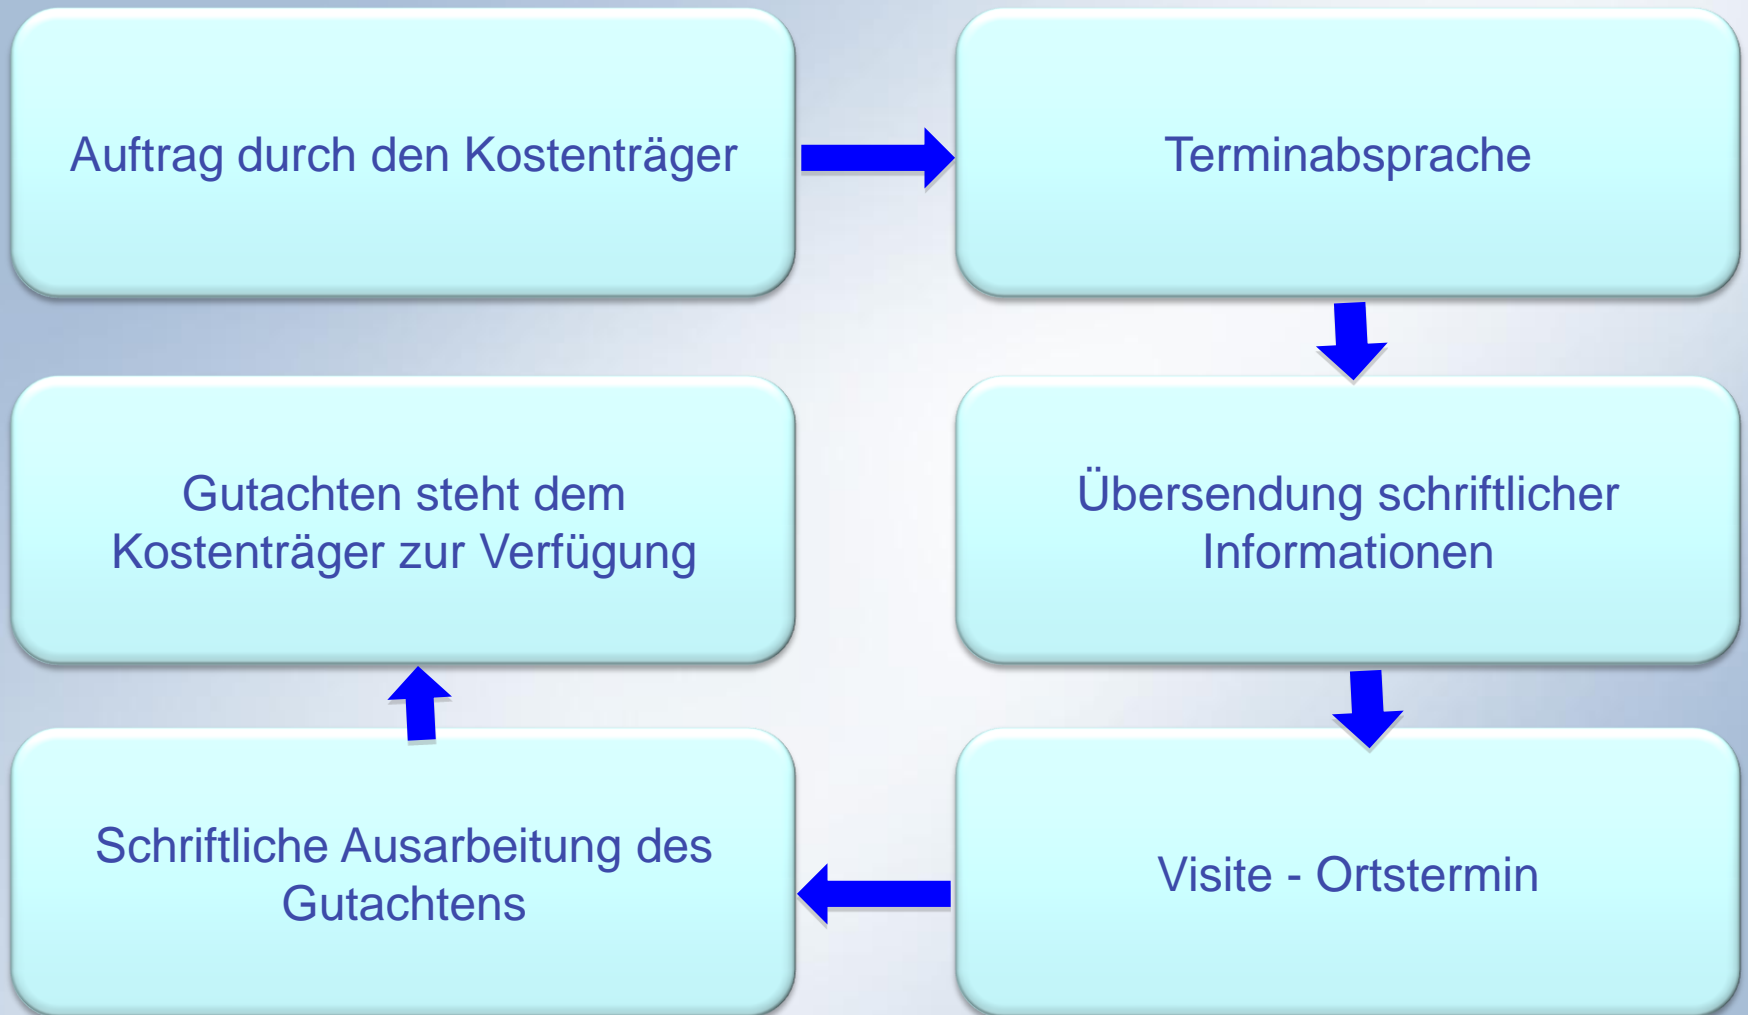 Auftrag durch den Kostenträger
Terminabsprache
Übersendung schriftlicher
Informationen
Visite - Ortstermin
Schriftliche Ausarbeitung des
Gutachtens
Gutachten steht dem
Kostenträger zur Verfügung